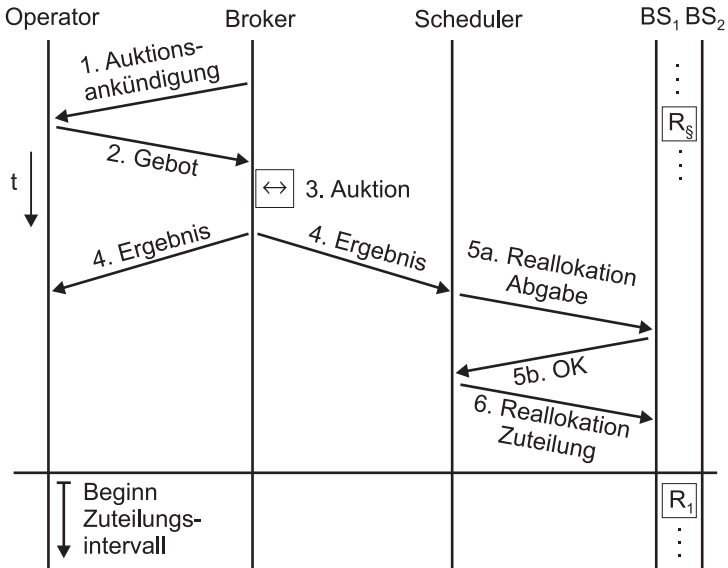 Operator Broker Scheduler BS₁ BS₂
1. Auktions-
ankündigung
R§
2. Gebot
t
↔ 3. Auktion
4. Ergebnis
4. Ergebnis
5a. Reallokation
Abgabe
5b. OK
6. Reallokation
Zuteilung
Beginn
Zuteilungs-
intervall
R₁